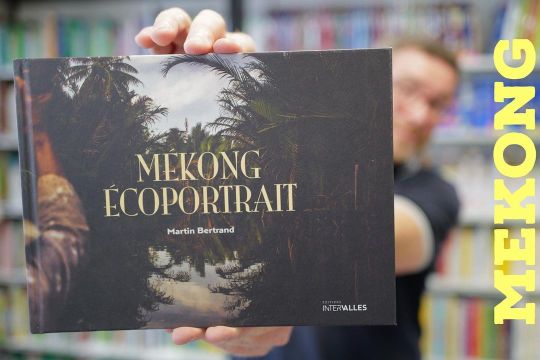 MÉKONG
ÉCOPORTRAIT
Martin Bertrand
ÉDITIONS
INTERVALLES
MEKONG